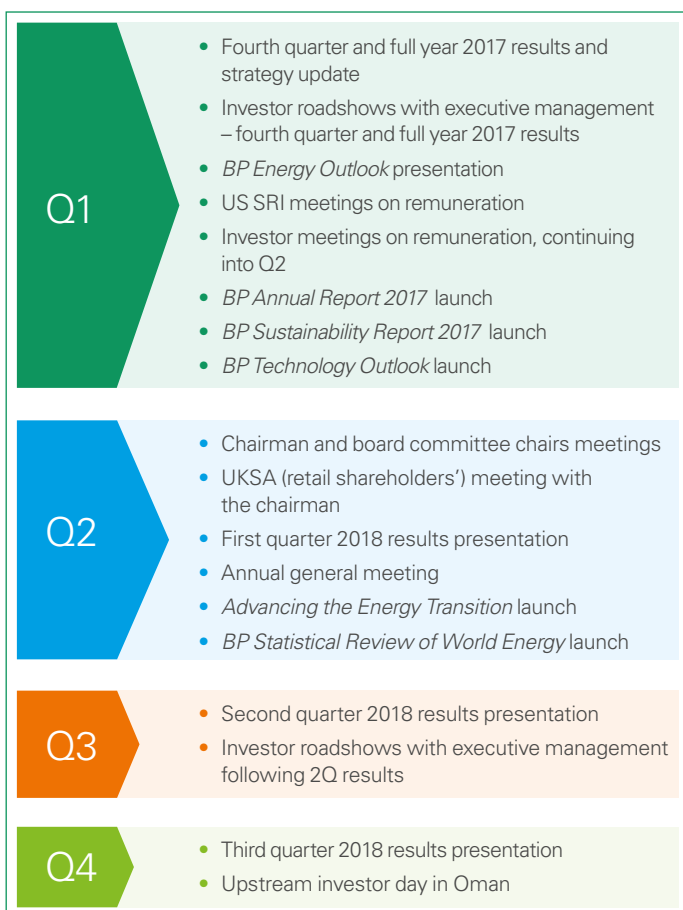 Q1
• Fourth quarter and full year 2017 results and
strategy update
• Investor roadshows with executive management
– fourth quarter and full year 2017 results
• BP Energy Outlook presentation
• US SRI meetings on remuneration
• Investor meetings on remuneration, continuing
into Q2
• BP Annual Report 2017 launch
• BP Sustainability Report 2017 launch
• BP Technology Outlook launch
Q2
• Chairman and board committee chairs meetings
• UKSA (retail shareholders’) meeting with
the chairman
• First quarter 2018 results presentation
• Annual general meeting
• Advancing the Energy Transition launch
• BP Statistical Review of World Energy launch
Q3
• Second quarter 2018 results presentation
• Investor roadshows with executive management
following 2Q results
Q4
• Third quarter 2018 results presentation
• Upstream investor day in Oman